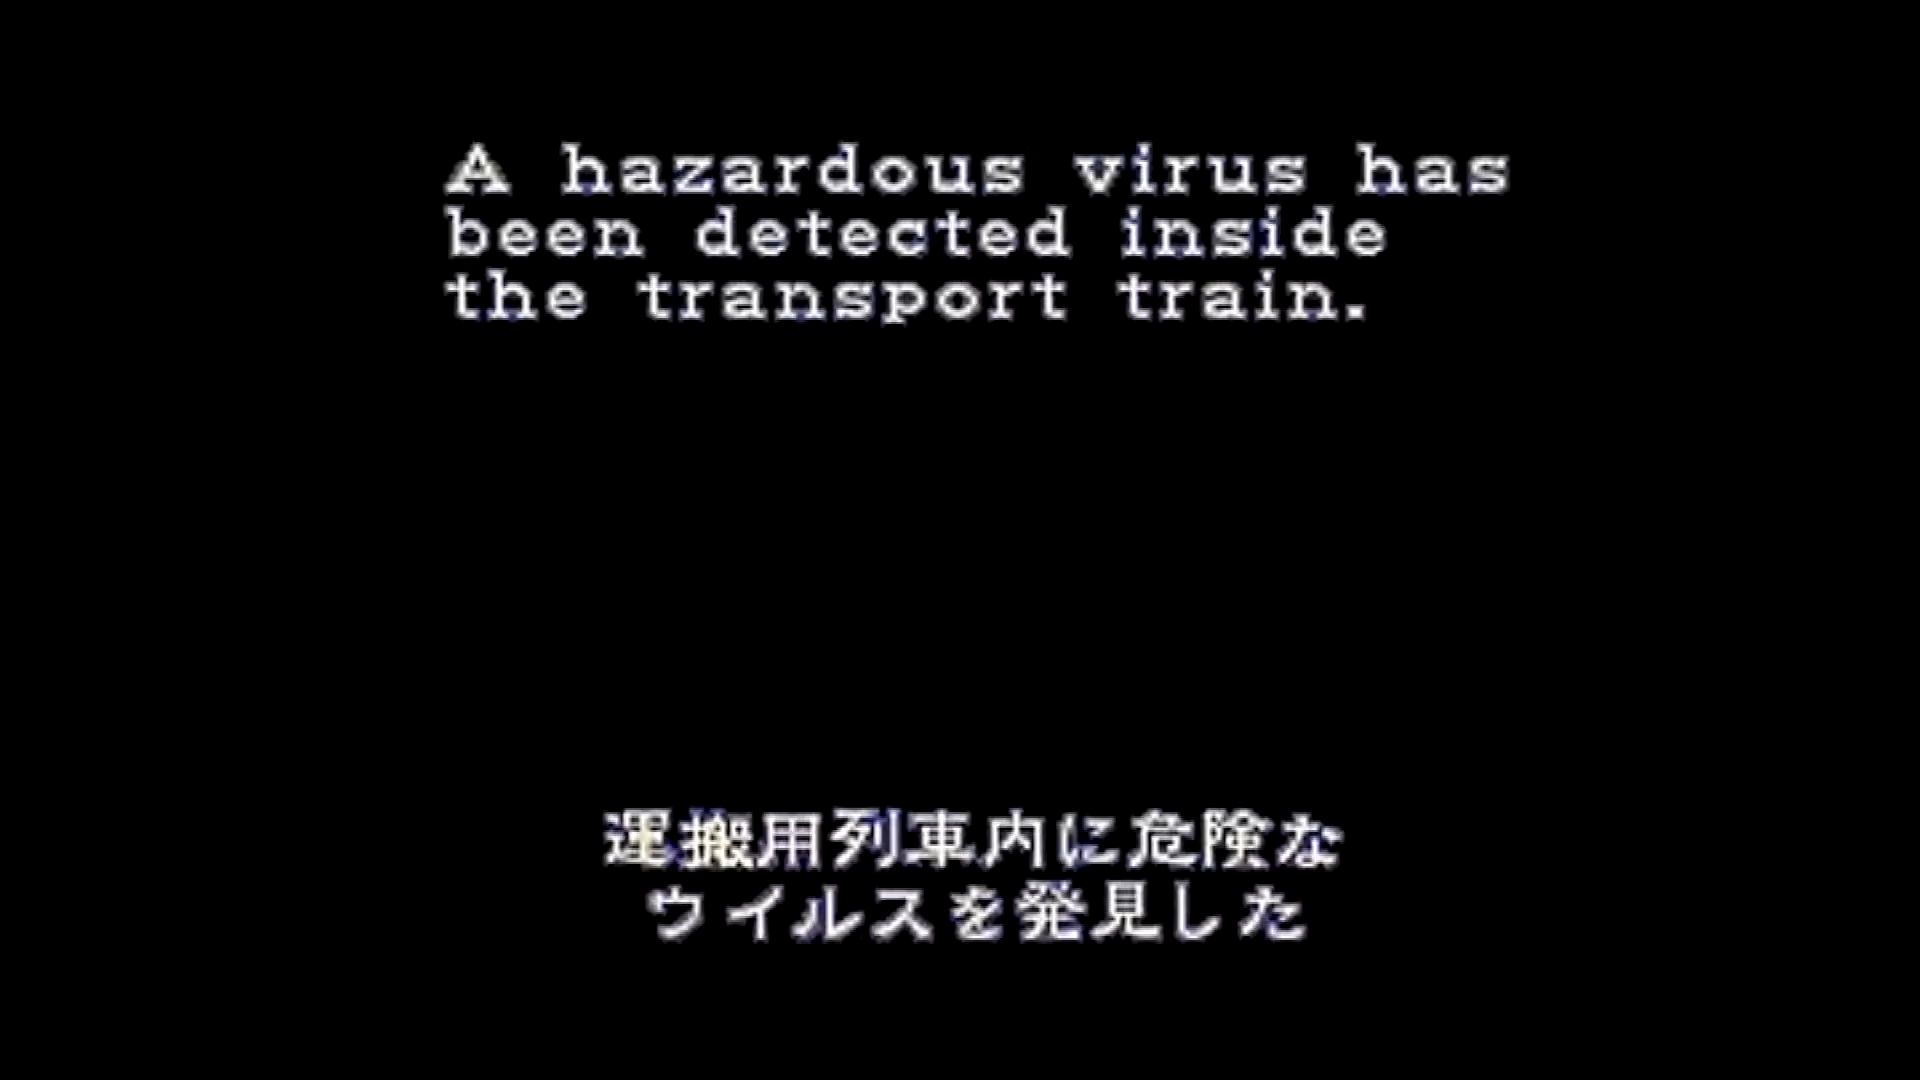 A hazardous virus has
been detected inside
the transport train.
運搬用列車内に危険な
ウイルスを発見した